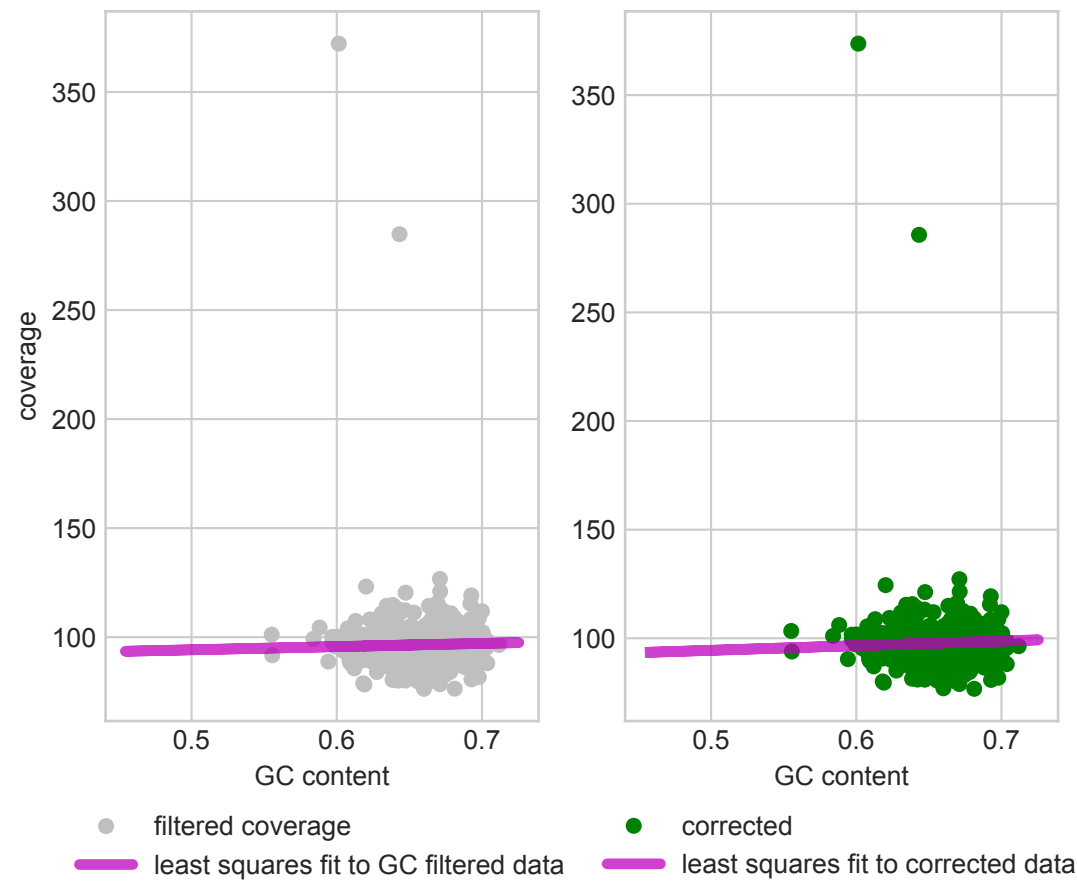 350
300
250
200
150
100
coverage
0.5 0.6 0.7
GC content
350
300
250
200
150
100
0.5 0.6 0.7
GC content
filtered coverage
least squares fit to GC filtered data
corrected
least squares fit to corrected data